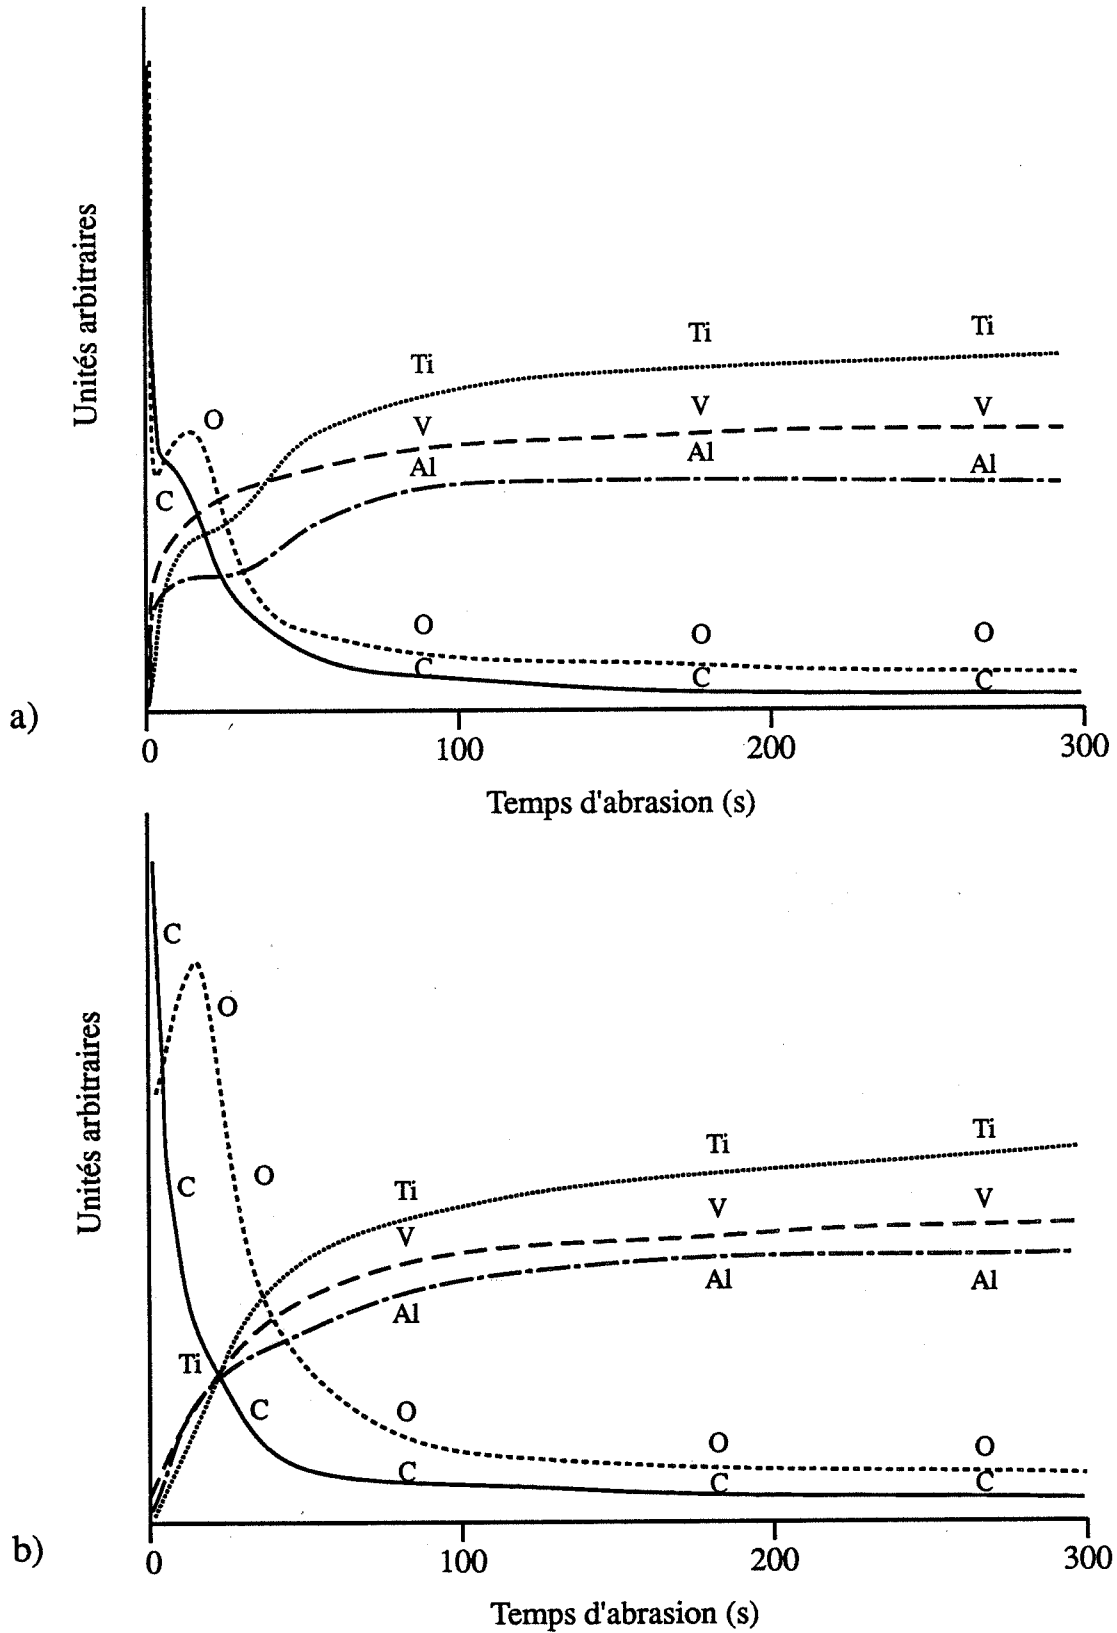 Unités arbitraires
Ti
Ti
Ti
O
V
V
V
Al
Al
Al
C
O
O
O
C
C
C
a)
0
100
200
300
Temps d'abrasion (s)
C
O
Unités arbitraires
C
O
Ti
Ti
Ti
V
V
V
Al
Al
Al
Ti
C
O
O
O
C
C
C
b)
0
100
200
300
Temps d'abrasion (s)